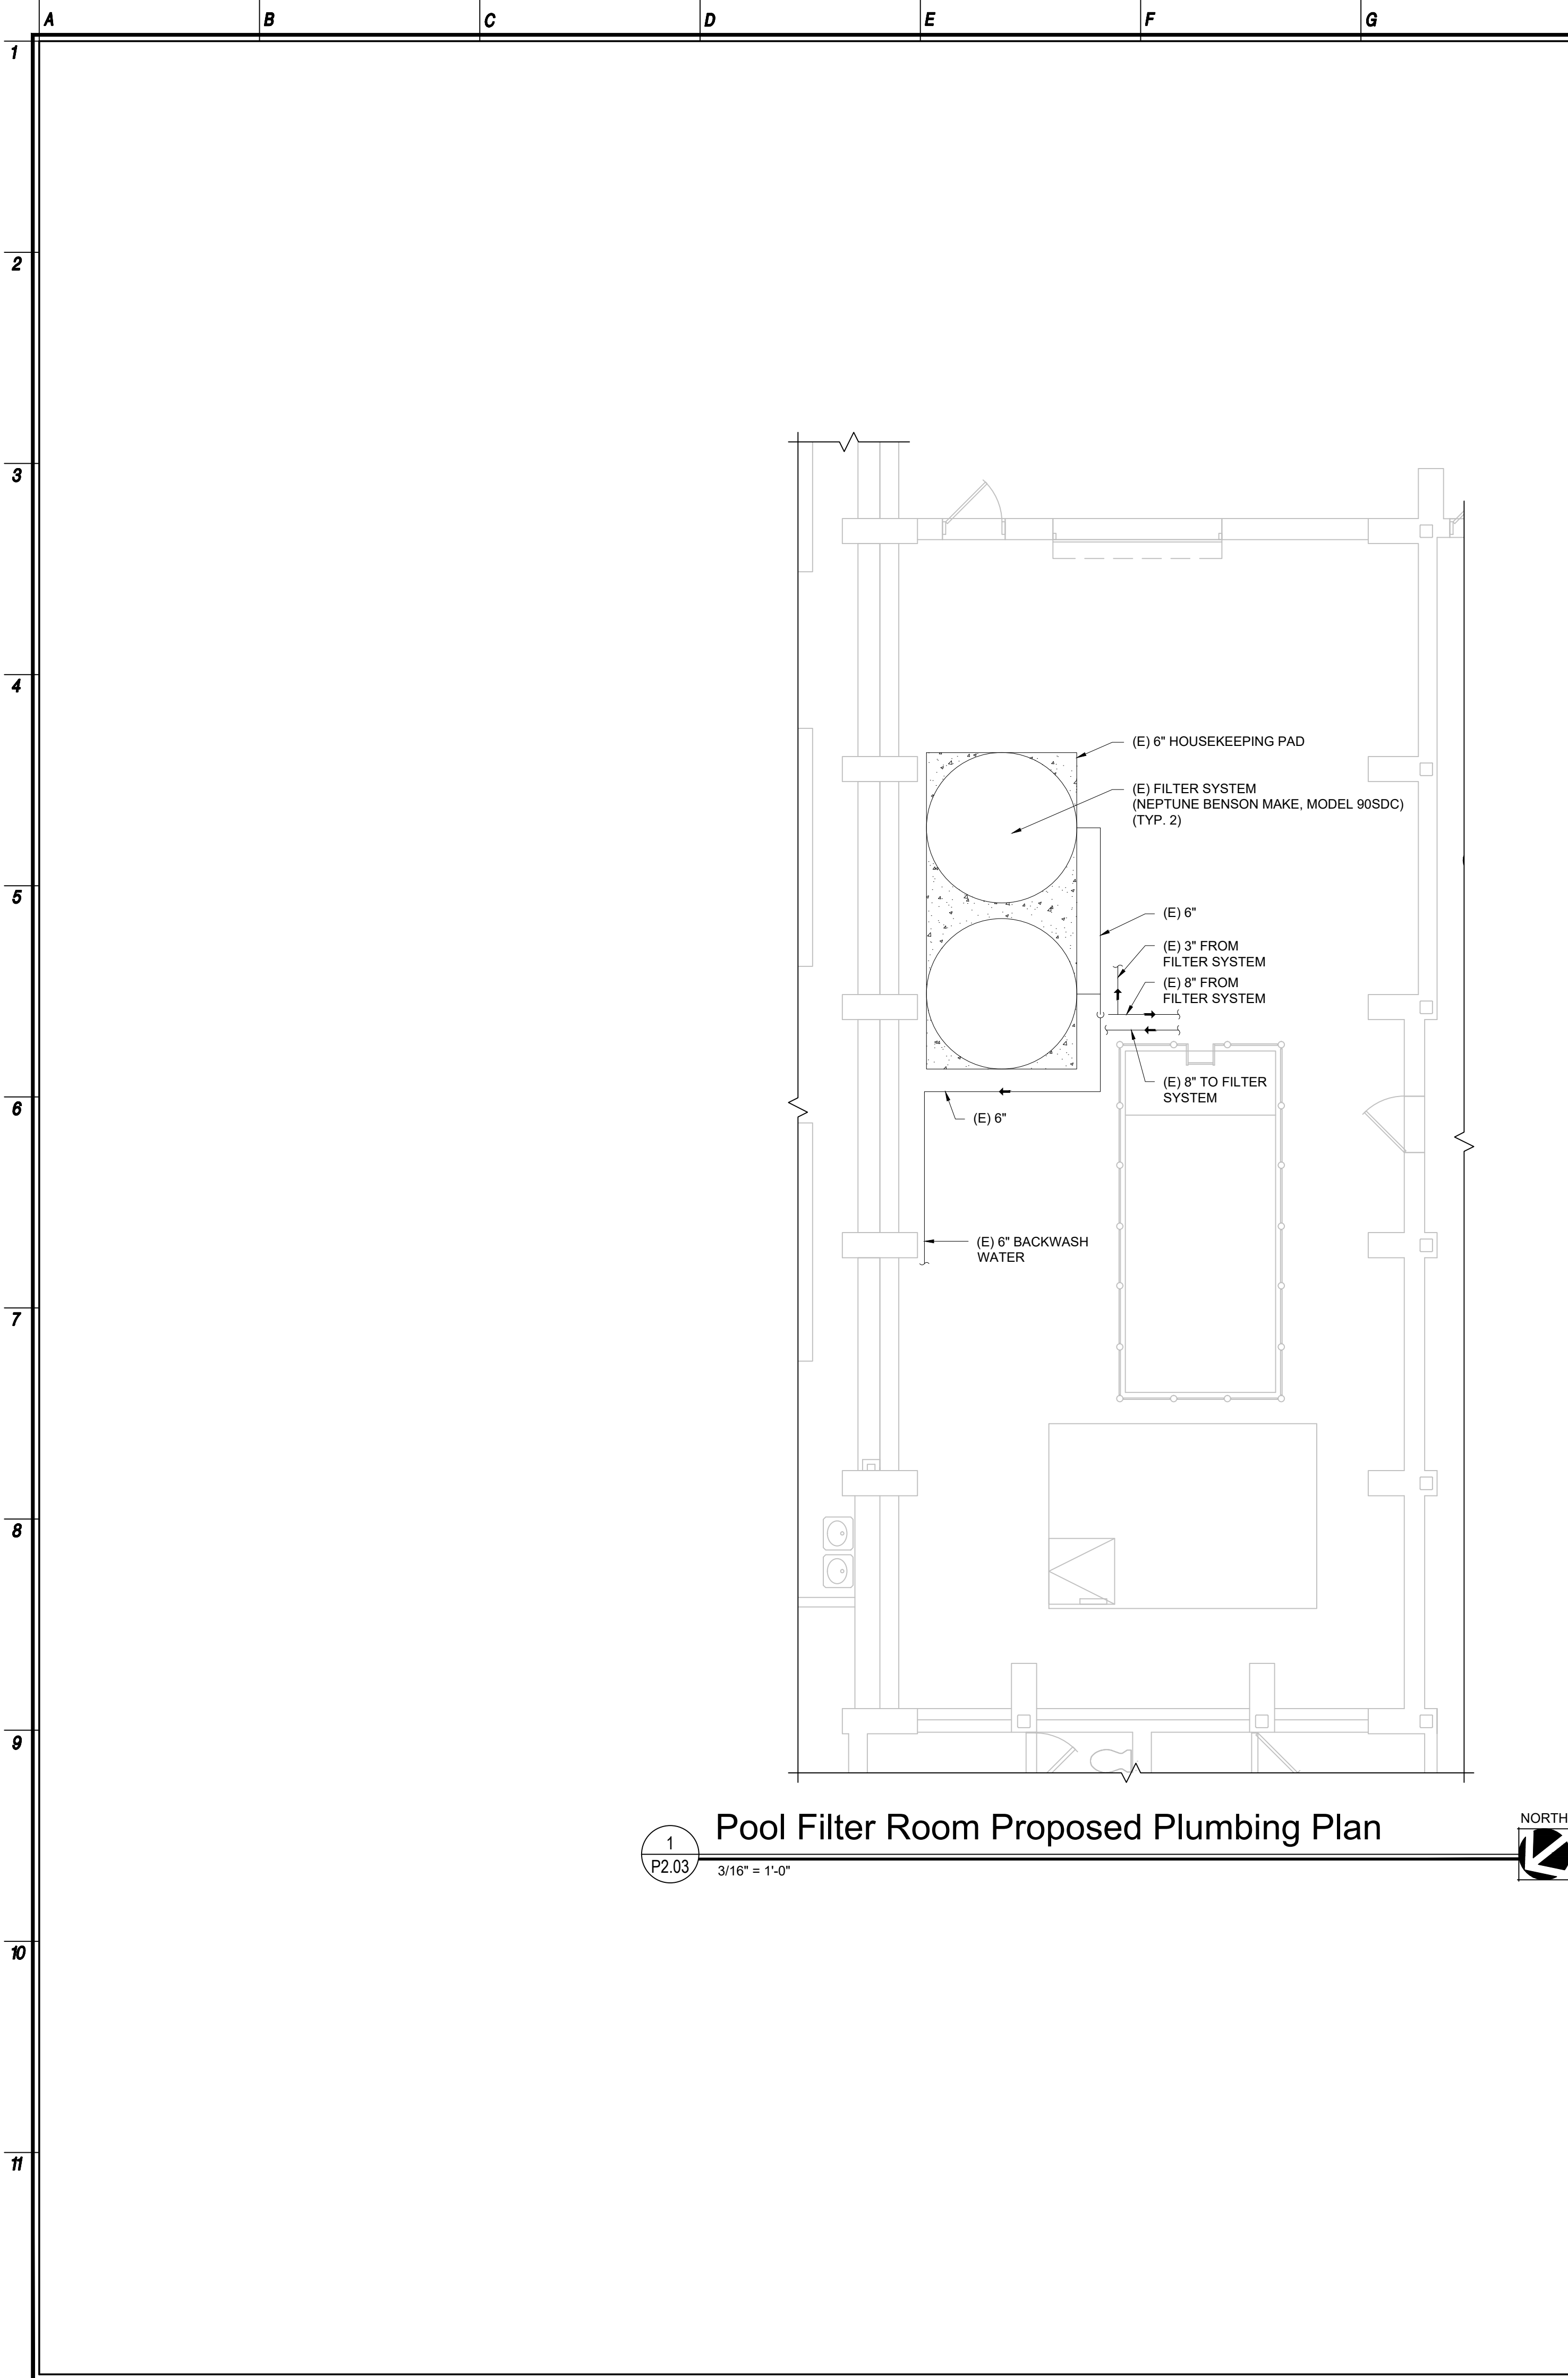 A
B
C
D
E
F
G
1
2
3
4
5
6
7
8
9
10
11
(E) 6" HOUSEKEEPING PAD
(E) FILTER SYSTEM
(NEPTUNE BENSON MAKE, MODEL 90SDC)
(TYP. 2)
(E) 6"
(E) 3" FROM
FILTER SYSTEM
(E) 8" FROM
FILTER SYSTEM
(E) 8" TO FILTER
SYSTEM
(E) 6"
(E) 6" BACKWASH
WATER
1
P2.03
Pool Filter Room Proposed Plumbing Plan
3/16" = 1'-0"
NORTH